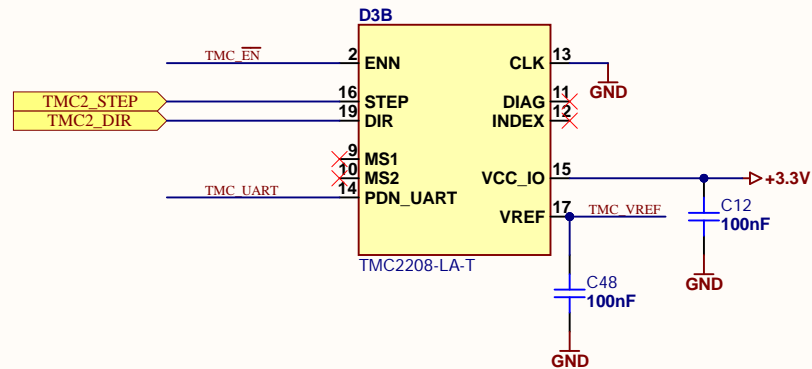 D3B
TMC_EN
2
ENN
CLK
13
GND
TMC2_STEP
16
STEP
DIAG
11
TMC2_DIR
19
DIR
INDEX
12
9
MS1
10
MS2
VCC_IO
15
+3.3V
TMC_UART
14
PDN_UART
VREF
17
TMC_VREF
C12
100nF
TMC2208-LA-T
GND
C48
100nF
GND